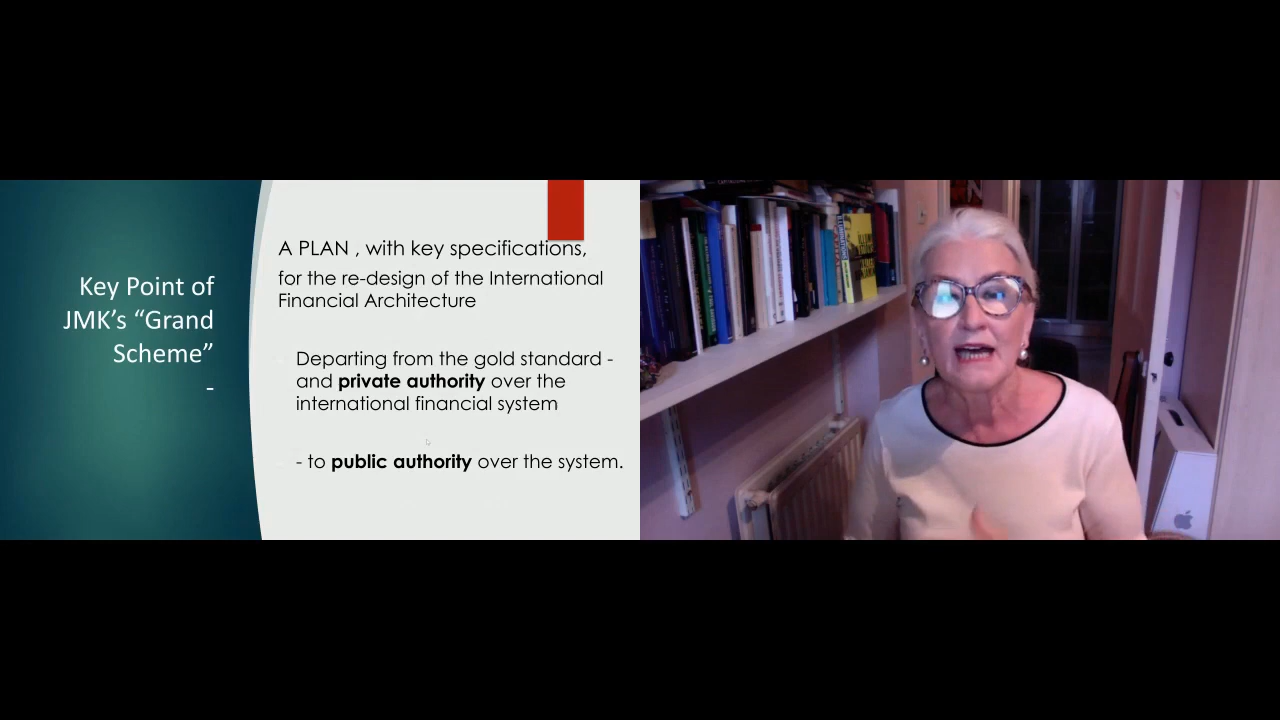 Key Point of
JMK’s “Grand
Scheme”
-
A PLAN , with key specifications,
for the re-design of the International
Financial Architecture
Departing from the gold standard -
and private authority over the
international financial system
- to public authority over the system.